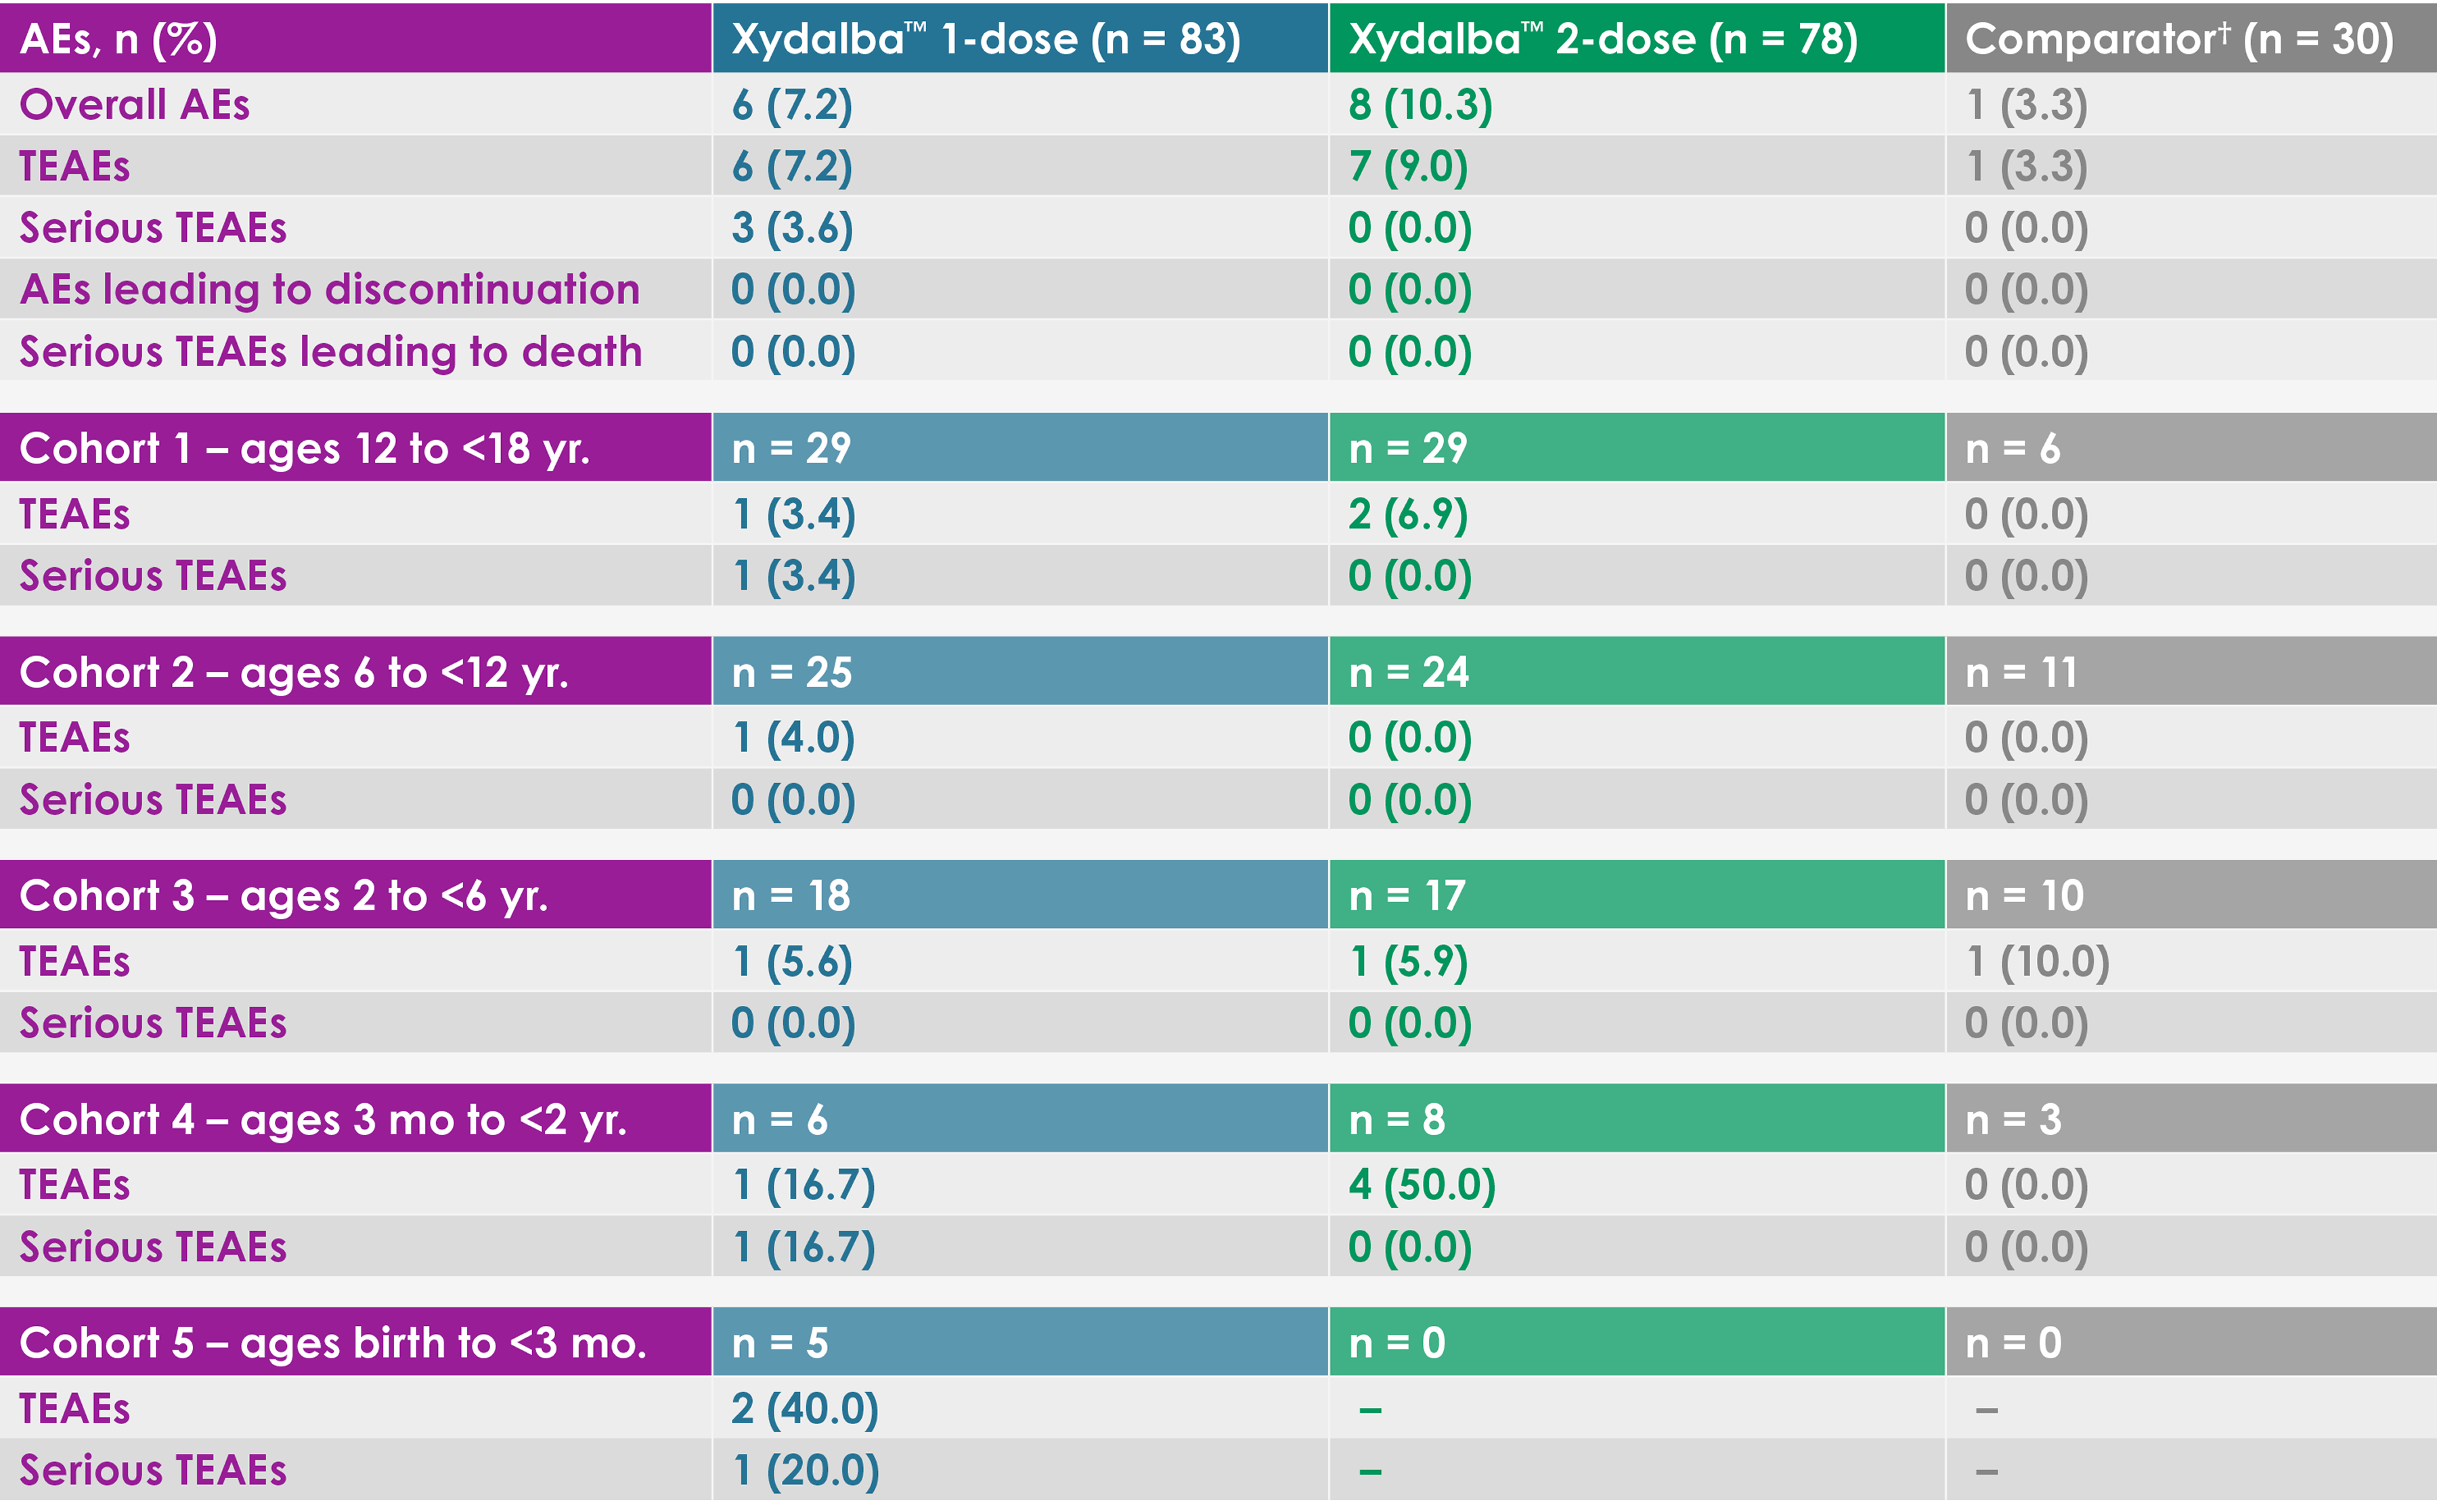 AEs, n (%) Xydalba™ 1-dose (n = 83) Xydalba™ 2-dose (n = 78) Comparator† (n = 30)
Overall AEs 6 (7.2) 8 (10.3) 1 (3.3)
TEAEs 6 (7.2) 7 (9.0) 1 (3.3)
Serious TEAEs 3 (3.6) 0 (0.0) 0 (0.0)
AEs leading to discontinuation 0 (0.0) 0 (0.0) 0 (0.0)
Serious TEAEs leading to death 0 (0.0) 0 (0.0) 0 (0.0)
Cohort 1 – ages 12 to <18 yr. n = 29 n = 29 n = 6
TEAEs 1 (3.4) 2 (6.9) 0 (0.0)
Serious TEAEs 1 (3.4) 0 (0.0) 0 (0.0)
Cohort 2 – ages 6 to <12 yr. n = 25 n = 24 n = 11
TEAEs 1 (4.0) 0 (0.0) 0 (0.0)
Serious TEAEs 0 (0.0) 0 (0.0) 0 (0.0)
Cohort 3 – ages 2 to <6 yr. n = 18 n = 17 n = 10
TEAEs 1 (5.6) 1 (5.9) 1 (10.0)
Serious TEAEs 0 (0.0) 0 (0.0) 0 (0.0)
Cohort 4 – ages 3 mo to <2 yr. n = 6 n = 8 n = 3
TEAEs 1 (16.7) 4 (50.0) 0 (0.0)
Serious TEAEs 1 (16.7) 0 (0.0) 0 (0.0)
Cohort 5 – ages birth to <3 mo. n = 5 n = 0 n = 0
TEAEs 2 (40.0) – –
Serious TEAEs 1 (20.0) – –